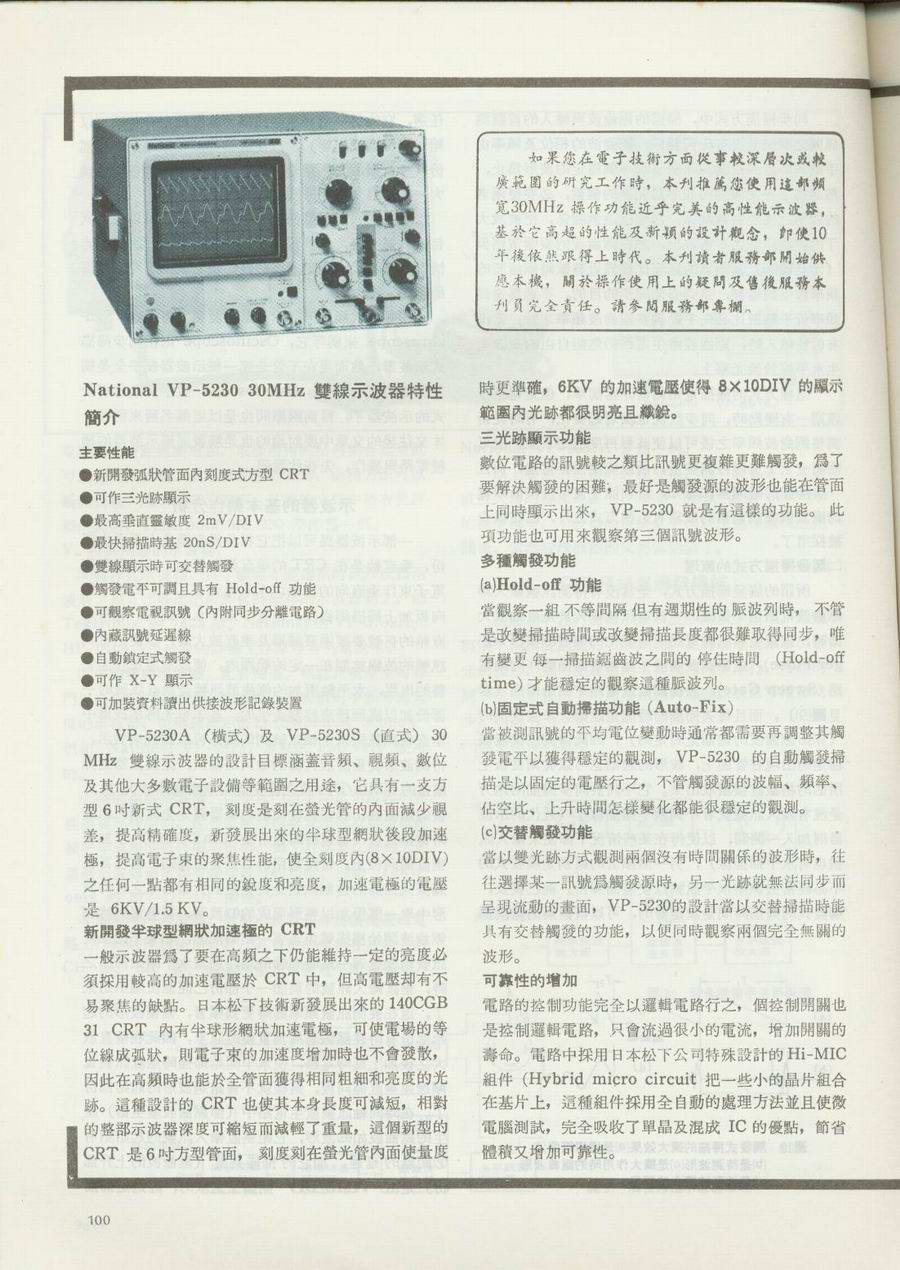 National
如果您在電子技術方面從事較深層次或較
廣範圍的研究工作時，本刊推薦您使用這部頻
寬30MHz 操作功能近乎完美的高性能示波器，
基於它高超的性能及新穎的設計觀念，即使10
年後依然跟得上時代。本刊讀者服務部開始供
應本機，關於操作使用上的疑問及售後服務本
刊負完全責任。請參閱服務部專欄。
National VP-5230 30MHz 雙線示波器特性
簡介
主要性能
●新開發弧狀管面內刻度式方型 CRT
●可作三光跡顯示
●最高垂直靈敏度 2mV/DIV
●最快掃描時基 20nS/DIV
●雙線顯示時可交替觸發
●觸發電平可調且具有 Hold-off 功能
●可觀察電視訊號（內附同步分離電路）
●內藏訊號延遲線
●自動鎖定式觸發
●可作 X-Y 顯示
●可加裝資料讀出供接波形記錄裝置
VP-5230A （橫式）及 VP-5230S （直式） 30
MHz 雙線示波器的設計目標涵蓋音頻、視頻、數位
及其他大多數電子設備等範圍之用途，它具有一支方
型 6 吋新式 CRT， 刻度是刻在螢光管的內面減少視
差，提高精確度，新發展出來的半球型網狀後段加速
極，提高電子束的聚焦性能，使全刻度內(8×10DIV)
之任何一點都有相同的銳度和亮度，加速電極的電壓
是 6KV/1.5 KV。
新開發半球型網狀加速極的 CRT
一般示波器爲了要在高頻之下仍能維持一定的亮度必
須採用較高的加速電壓於 CRT 中，但高電壓却有不
易聚焦的缺點。日本松下技術新發展出來的 140CGB
31 CRT 內有半球形網狀加速電極，可使電場的等
位線成弧狀，則電子束的加速度增加時也不會發散，
因此在高頻時也能於全管面獲得相同粗細和亮度的光
跡。這種設計的 CRT 也使其本身長度可減短，相對
的整部示波器深度可縮短而減輕了重量，這個新型的
CRT 是 6 吋方型管面， 刻度刻在螢光管內面使量度
時更準確，6KV 的加速電壓使得 8×10DIV 的顯示
範圍內光跡都很明亮且纖銳。
三光跡顯示功能
數位電路的訊號較之類比訊號更複雜更難觸發，爲了
要解決觸發的困難，最好是觸發源的波形也能在管面
上同時顯示出來， VP-5230 就是有這樣的功能。 此
項功能也可用來觀察第三個訊號波形。
多種觸發功能
(a)Hold-off 功能
當觀察一組 不等間隔 但有週期性的 脈波列時， 不管
是改變掃描時間或改變掃描長度都很難取得同步，唯
有變更 每一掃描鋸齒波之間的 停住時間 （Hold-off
time) 才能穩定的觀察這種脈波列。
(b)固定式自動掃描功能（Auto-Fix）
當被測訊號的平均電位變動時通常都需要再調整其觸
發電平以獲得穩定的觀測， VP-5230 的自動觸發掃
描是以固定的電壓行之，不管觸發源的波幅、頻率、
佔空比、上升時間怎樣變化都能很穩定的觀測。
(c)交替觸發功能
當以雙光跡方式觀測兩個沒有時間關係的波形時，往
往選擇某一訊號爲觸發源時，另一光跡就無法同步而
呈現流動的畫面，VP-5230的設計當以交替掃描時能
具有交替觸發的功能，以便同時觀察兩個完全無關的
波形。
可靠性的增加
電路的控制功能完全以邏輯電路行之，個控制開關也
是控制邏輯電路，只會流過很小的電流，增加開關的
壽命。電路中採用日本松下公司特殊設計的 Hi-MIC
組件（Hybrid micro circuit 把一些小的晶片組合
在基片上，這種組件採用全自動的處理方法並且使微
電腦測試，完全吸收了單晶及混成 IC 的優點，節省
體積又增加可靠性。
100